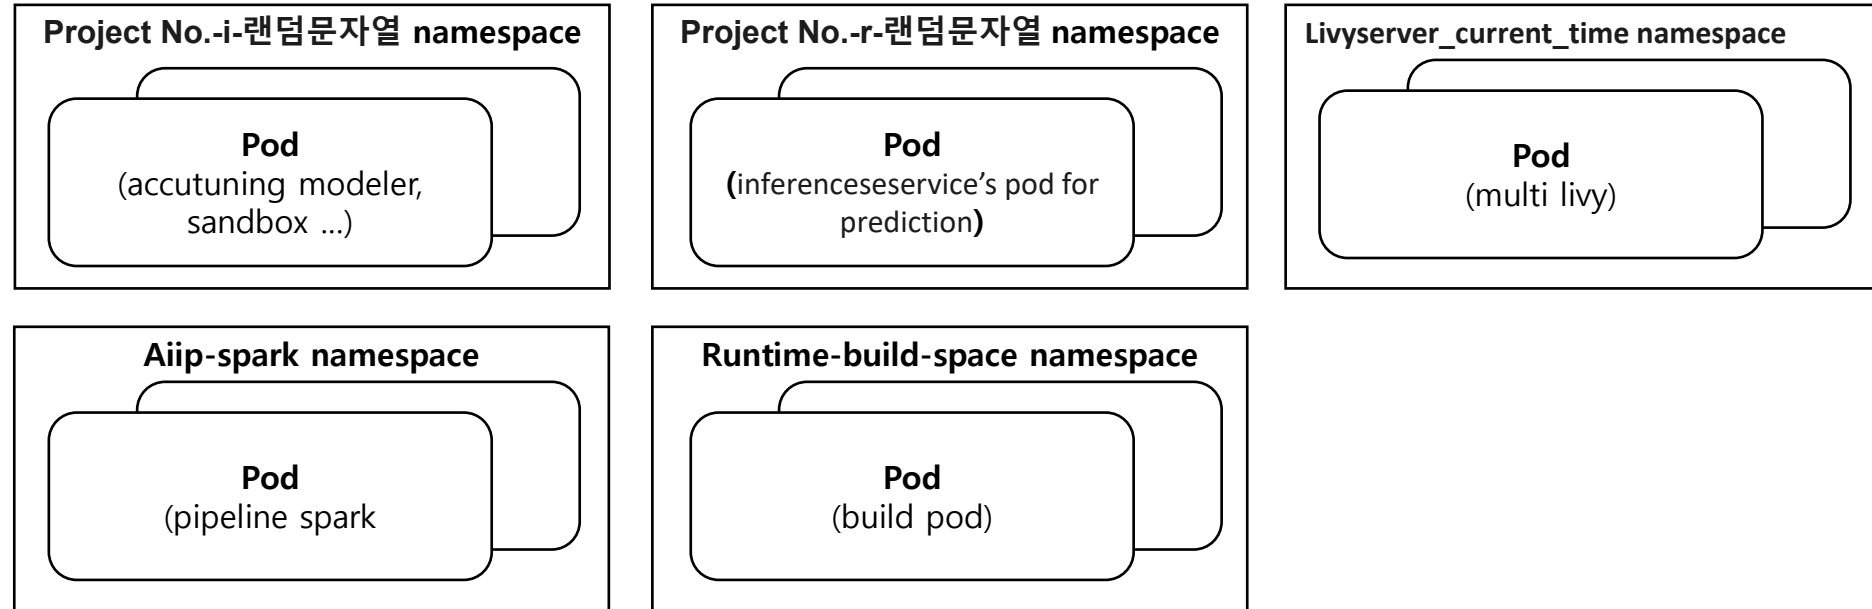 Project No.-i-랜덤문자열 namespace
Pod
(accutuning modeler,
sandbox ...)
Project No.-r-랜덤문자열 namespace
Pod
(inferenceseservice’s pod for
prediction)
Livyserver_current_time namespace
Pod
(multi livy)
Aiip-spark namespace
Pod
(pipeline spark
Runtime-build-space namespace
Pod
(build pod)